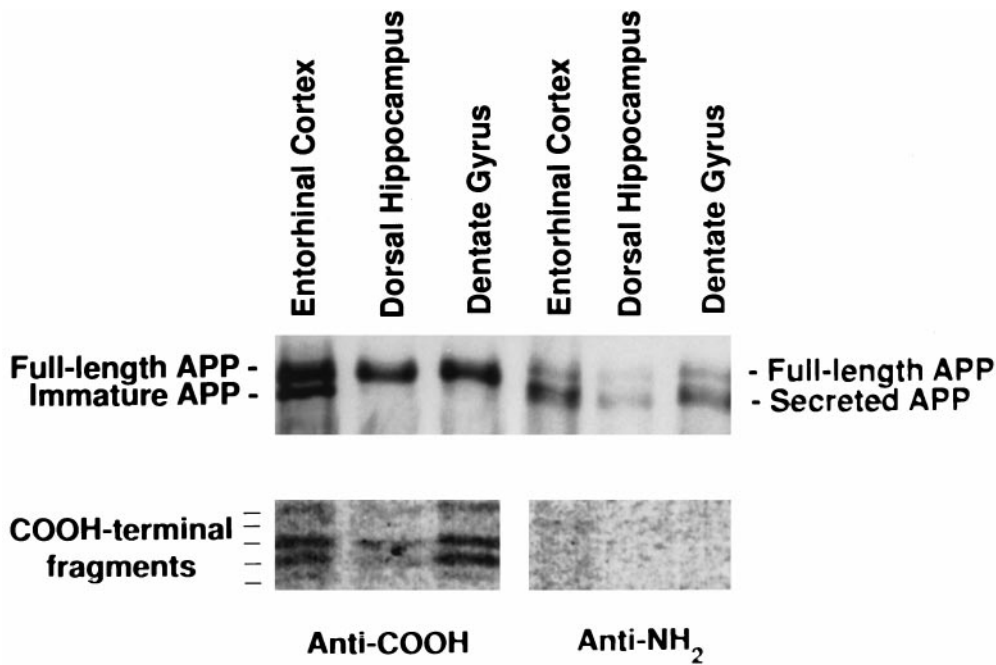 Entorhinal Cortex
Dorsal Hippocampus
Dentate Gyrus
Entorhinal Cortex
Dorsal Hippocampus
Dentate Gyrus
Full-length APP -
Immature APP -
- Full-length APP
- Secreted APP
COOH-terminal
fragments
Anti-COOH
Anti-NH₂